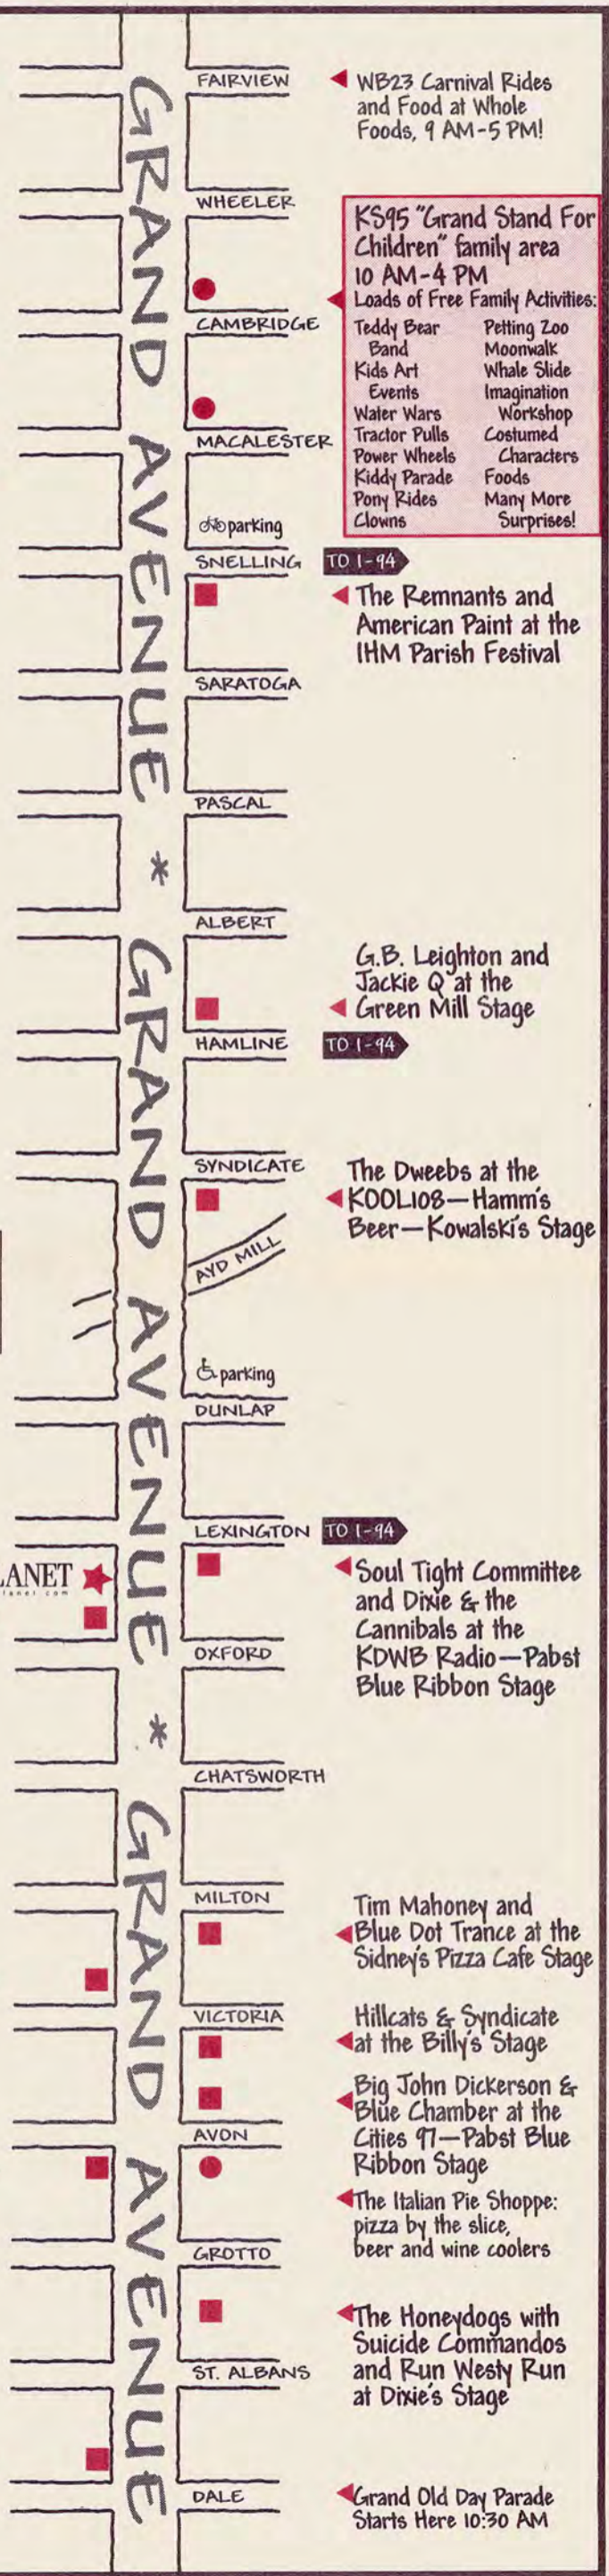 GRAND AVENUE * GRAND AVENUE * GRAND AVENUE
FAIRVIEW
WB23 Carnival Rides
and Food at Whole
Foods, 9 AM-5 PM!
WHEELER
KS95 "Grand Stand For
Children" family area
10 AM-4 PM
Loads of Free Family Activities:
Teddy Bear
Band
Kids Art
Events
Water Wars
Tractor Pulls
Power Wheels
Kiddy Parade
Pony Rides
Clowns
Petting Zoo
Moonwalk
Whale Slide
Imagination
Workshop
Costumed
Characters
Foods
Many More
Surprises!
CAMBRIDGE
MACALESTER
parking
SNELLING
TO I-94
The Remnants and
American Paint at the
IHM Parish Festival
SARATOGA
PASCAL
ALBERT
G.B. Leighton and
Jackie Q at the
Green Mill Stage
HAMLINE
TO I-94
SYNDICATE
The Dweebs at the
KOOL108—Hamm's
Beer—Kowalski's Stage
AYD MILL
parking
DUNLAP
LEXINGTON
TO I-94
LANET
lanet.com
Soul Tight Committee
and Dixie & the
Cannibals at the
KDWB Radio—Pabst
Blue Ribbon Stage
OXFORD
CHATSWORTH
MILTON
Tim Mahoney and
Blue Dot Trance at the
Sidney's Pizza Cafe Stage
VICTORIA
Hillcats & Syndicate
at the Billy's Stage
Big John Dickerson &
Blue Chamber at the
Cities 97—Pabst Blue
Ribbon Stage
AVON
The Italian Pie Shoppe:
pizza by the slice,
beer and wine coolers
GROTTO
The Honeydogs with
Suicide Commandos
and Run Westy Run
at Dixie's Stage
ST. ALBANS
DALE
Grand Old Day Parade
Starts Here 10:30 AM